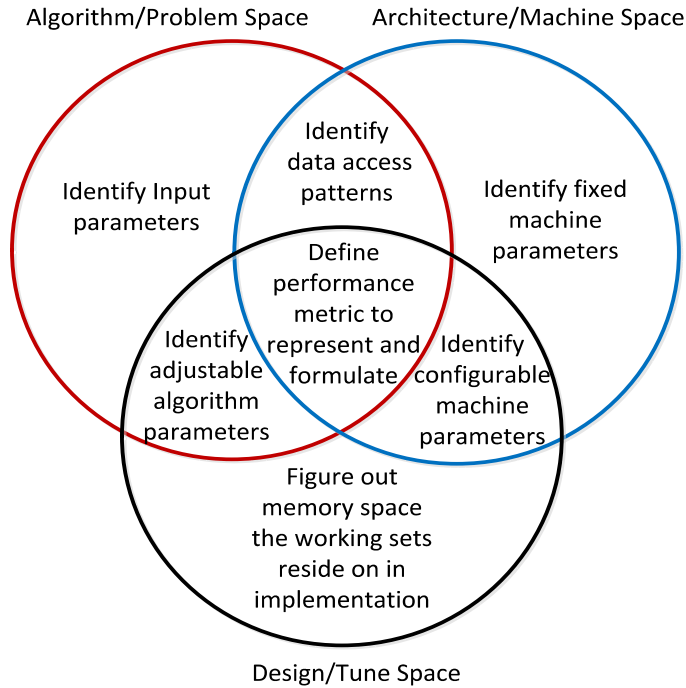 Algorithm/Problem Space
Architecture/Machine Space
Identify
data access
patterns
Identify Input
parameters
Identify fixed
machine
parameters
Define
performance
metric to
represent and
formulate
Identify
adjustable
algorithm
parameters
Identify
configurable
machine
parameters
Figure out
memory space
the working sets
reside on in
implementation
Design/Tune Space